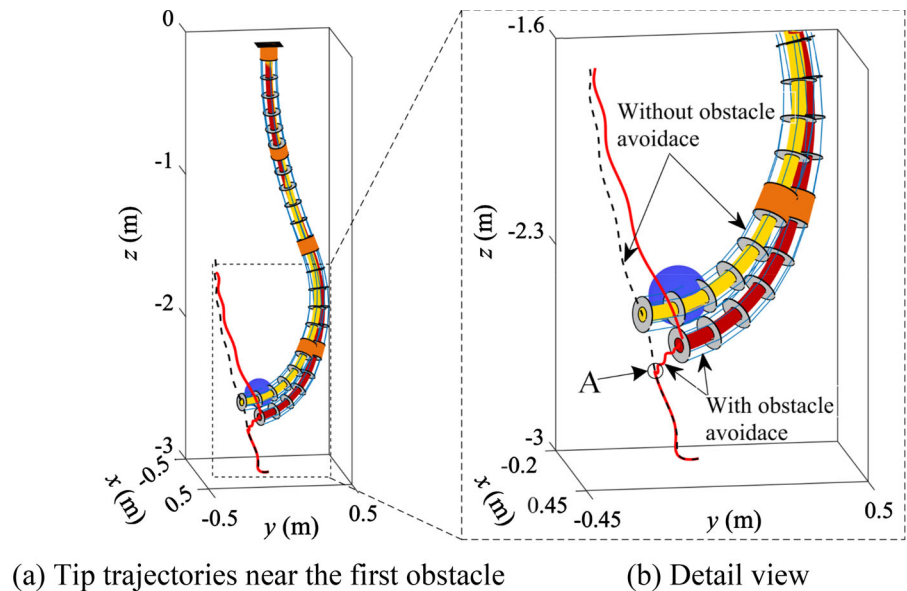 0
-1
z (m)
-2
-3
-0.5
x (m)
0.5
-0.5
y (m)
0.5
-1.6
Without obstacle
avoidace
-2.3
A
With obstacle
avoidace
-3
-0.2
x (m)
0.45
-0.45
y (m)
0.5
z (m)
(a) Tip trajectories near the first obstacle
(b) Detail view